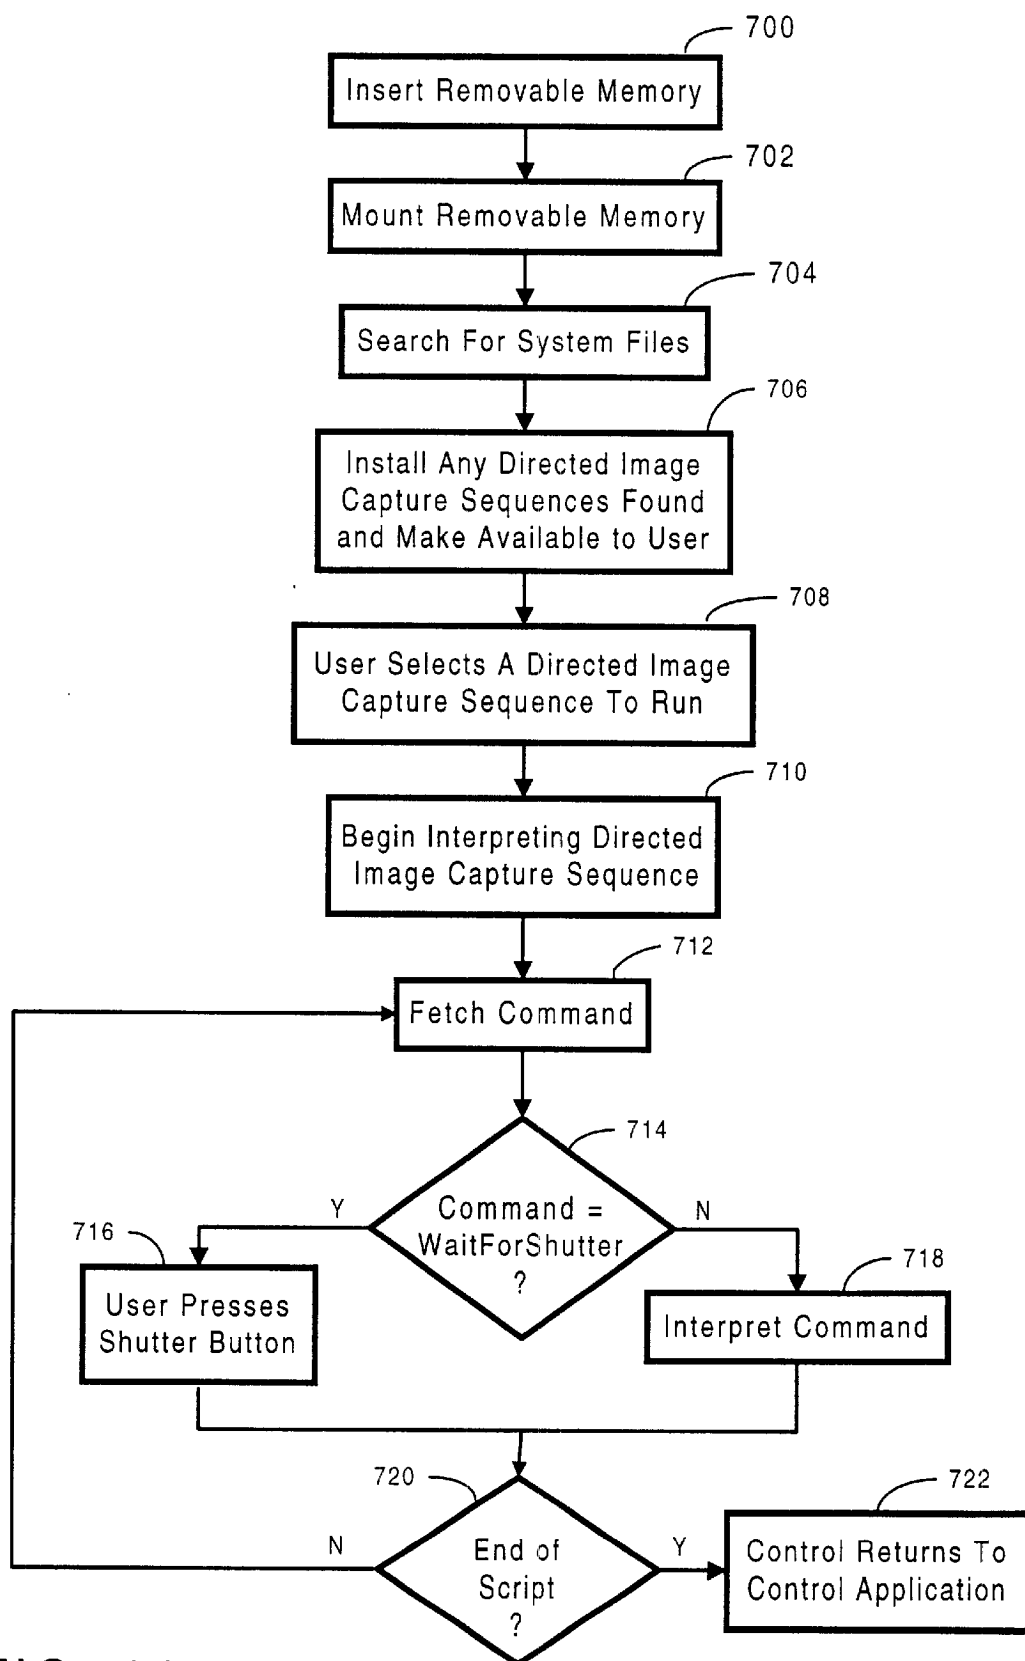 700
Insert Removable Memory
702
Mount Removable Memory
704
Search For System Files
706
Install Any Directed Image
Capture Sequences Found
and Make Available to User
708
User Selects A Directed Image
Capture Sequence To Run
710
Begin Interpreting Directed
Image Capture Sequence
712
Fetch Command
714
Command =
WaitForShutter
?
Y
N
716
User Presses
Shutter Button
718
Interpret Command
720
End of
Script
?
N
Y
722
Control Returns To
Control Application